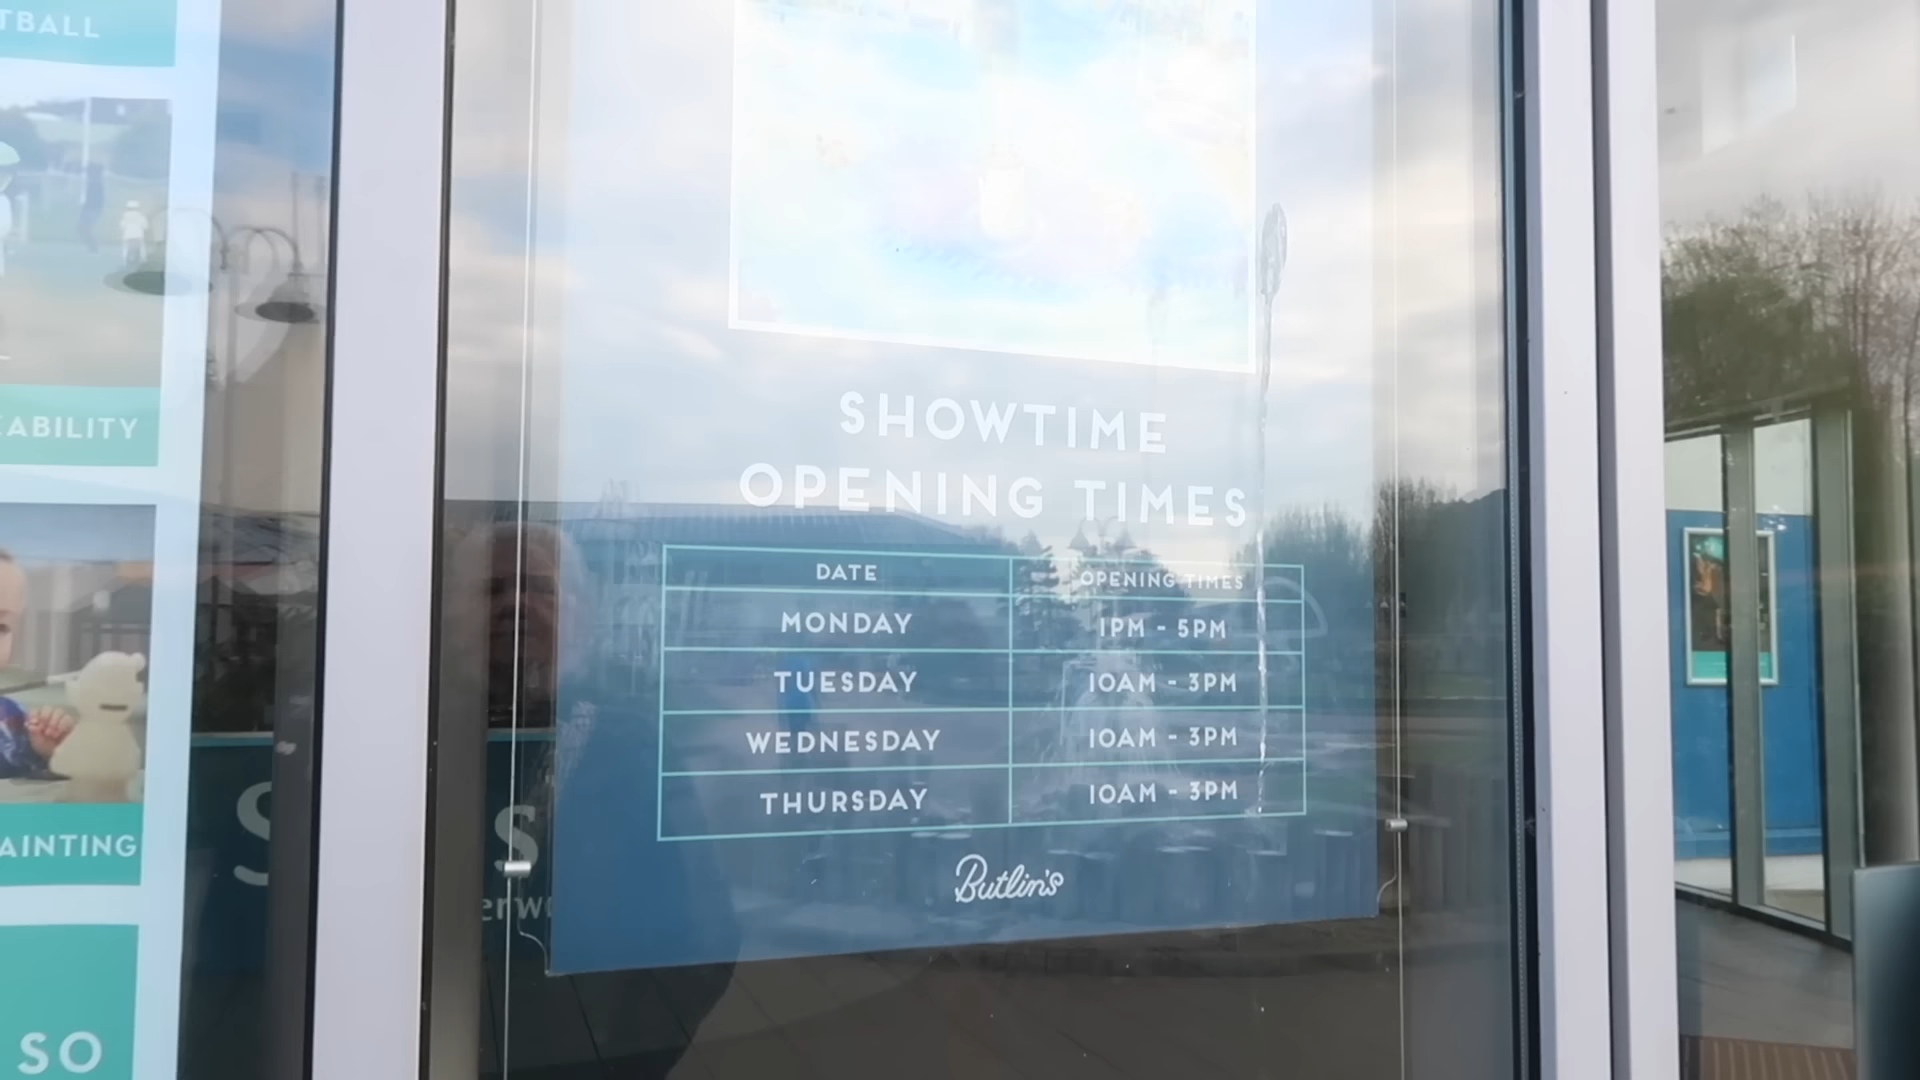 TBALL
ABILITY
AINTING
SO
SHOWTIME
OPENING TIMES
DATE OPENING TIMES
MONDAY 1PM - 5PM
TUESDAY 10AM - 3PM
WEDNESDAY 10AM - 3PM
THURSDAY 10AM - 3PM
Butlin's